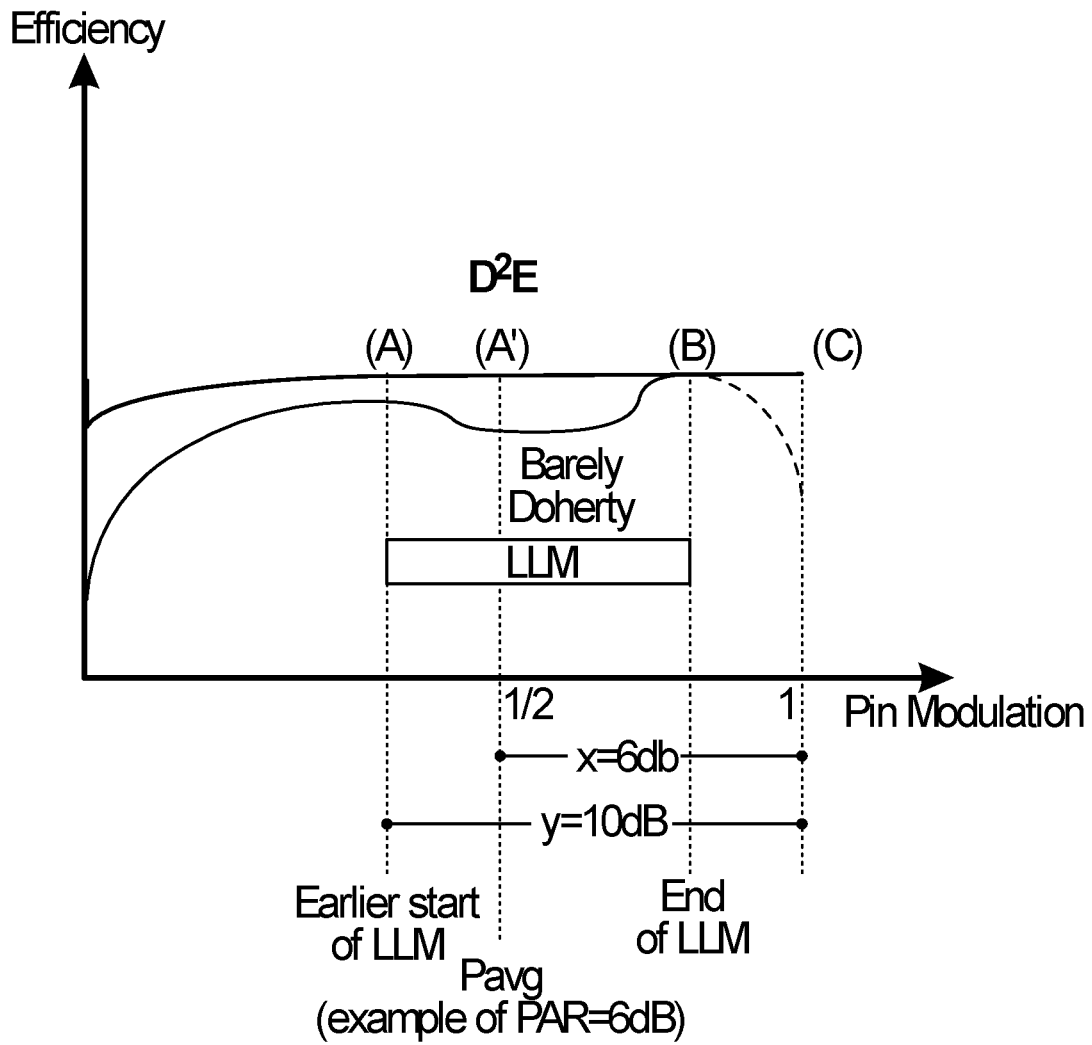 Efficiency
D²E
(A) (A') (B) (C)
Barely
Doherty
LLM
1/2 1
Pin Modulation
x=6db
y=10dB
Earlier start
of LLM
End
of LLM
Pavg
(example of PAR=6dB)